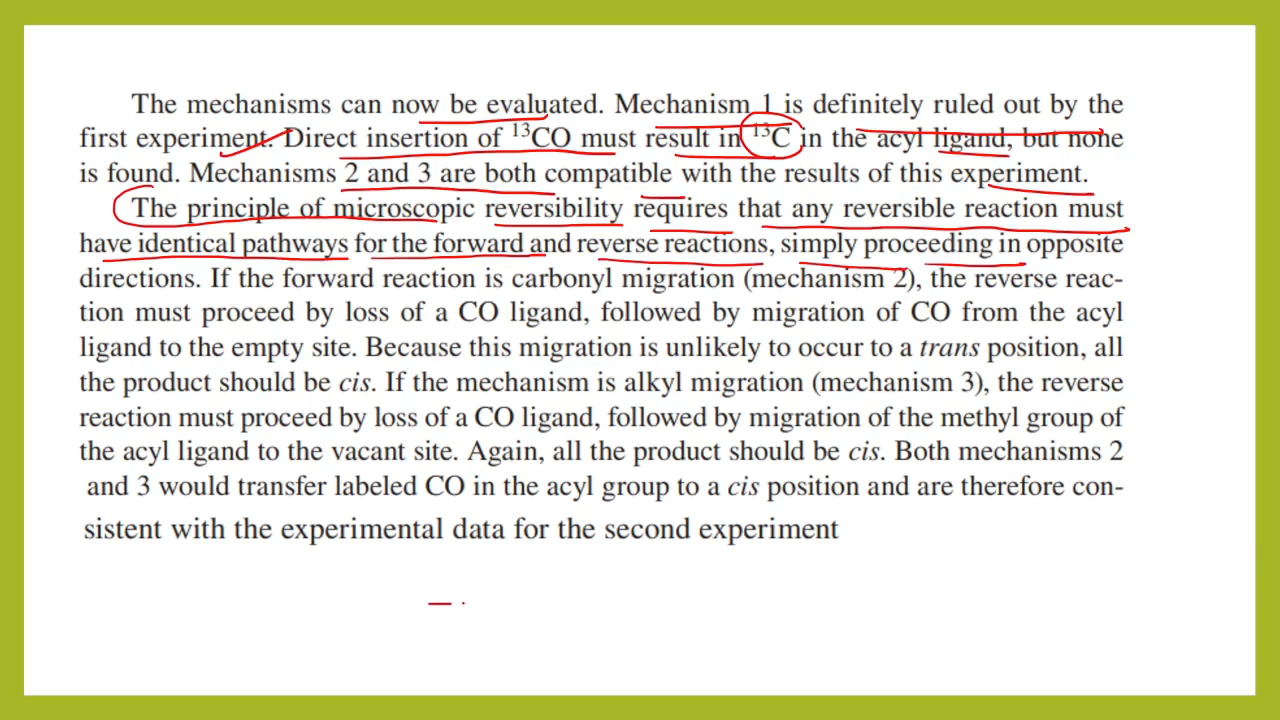 The mechanisms can now be evaluated. Mechanism 1 is definitely ruled out by the
first experiment. Direct insertion of ¹³CO must result in ¹³C in the acyl ligand, but none
is found. Mechanisms 2 and 3 are both compatible with the results of this experiment.
The principle of microscopic reversibility requires that any reversible reaction must
have identical pathways for the forward and reverse reactions, simply proceeding in opposite
directions. If the forward reaction is carbonyl migration (mechanism 2), the reverse reac-
tion must proceed by loss of a CO ligand, followed by migration of CO from the acyl
ligand to the empty site. Because this migration is unlikely to occur to a trans position, all
the product should be cis. If the mechanism is alkyl migration (mechanism 3), the reverse
reaction must proceed by loss of a CO ligand, followed by migration of the methyl group of
the acyl ligand to the vacant site. Again, all the product should be cis. Both mechanisms 2
and 3 would transfer labeled CO in the acyl group to a cis position and are therefore con-
sistent with the experimental data for the second experiment